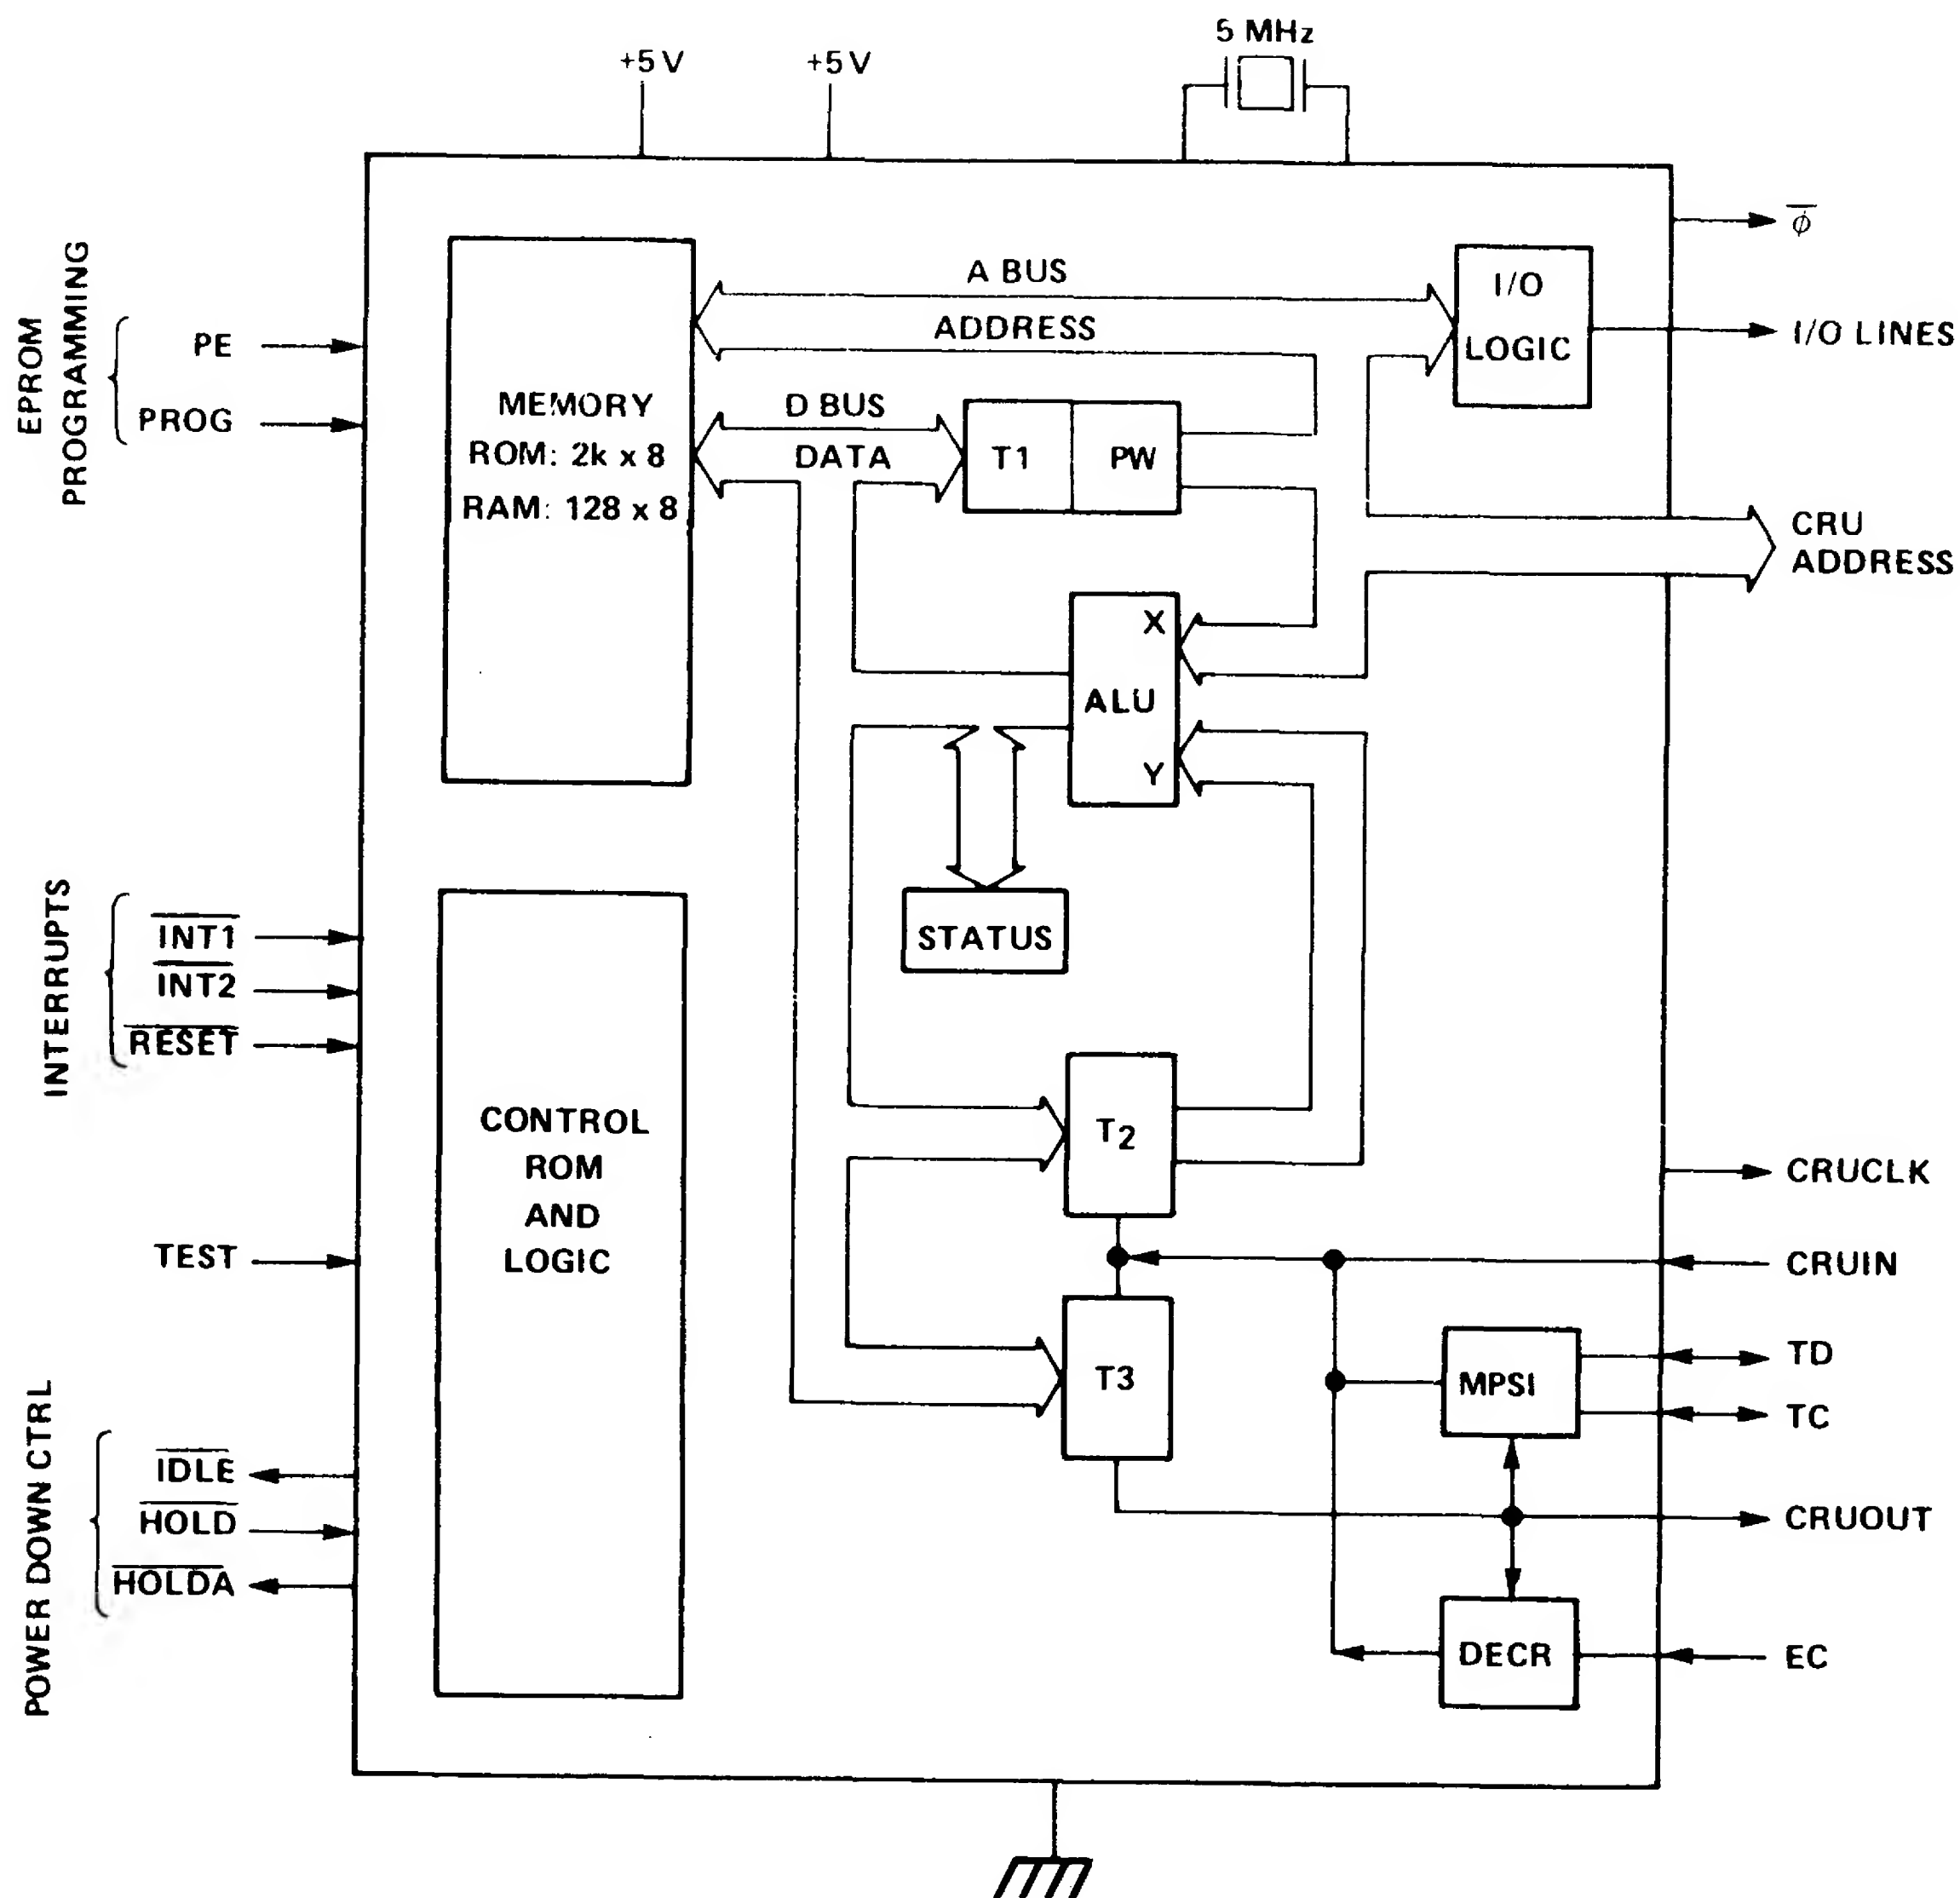 5 MHz
+5V
+5V
φ̅
EPROM
PROGRAMMING
PE
PROG
A BUS
ADDRESS
I/O
LOGIC
I/O LINES
MEMORY
ROM: 2k x 8
RAM: 128 x 8
D BUS
DATA
T1
PW
CRU
ADDRESS
X
ALU
Y
STATUS
INTERRUPTS
INT1
INT2
RESET
CONTROL
ROM
AND
LOGIC
T2
CRUCLK
TEST
CRUIN
T3
MPSI
TD
TC
POWER DOWN CTRL
IDLE
HOLD
HOLDA
CRUOUT
DECR
EC